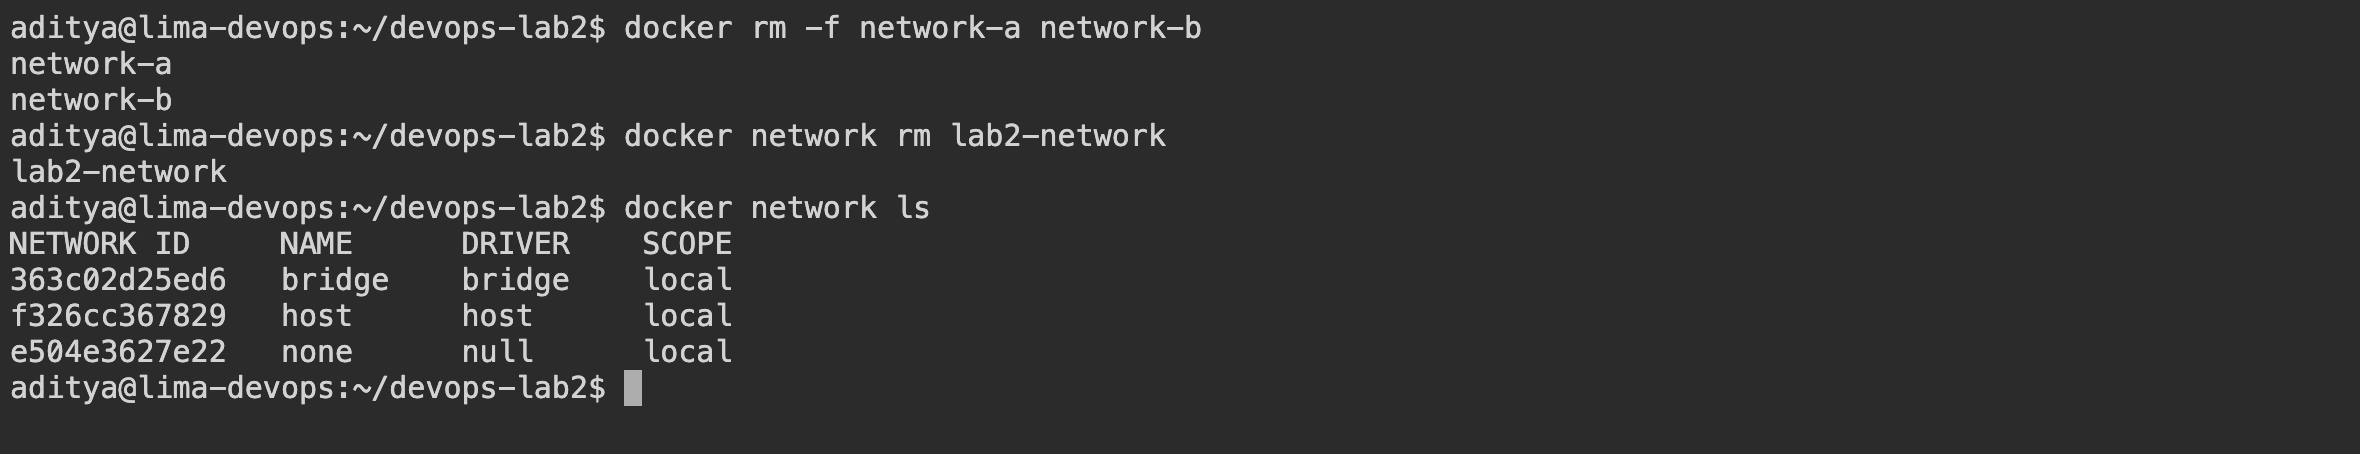 aditya@lima-devops:~/devops-lab2$ docker rm -f network-a network-b
network-a
network-b
aditya@lima-devops:~/devops-lab2$ docker network rm lab2-network
lab2-network
aditya@lima-devops:~/devops-lab2$ docker network ls
NETWORK ID     NAME      DRIVER    SCOPE
363c02d25ed6   bridge    bridge    local
f326cc367829   host      host      local
e504e3627e22   none      null      local
aditya@lima-devops:~/devops-lab2$